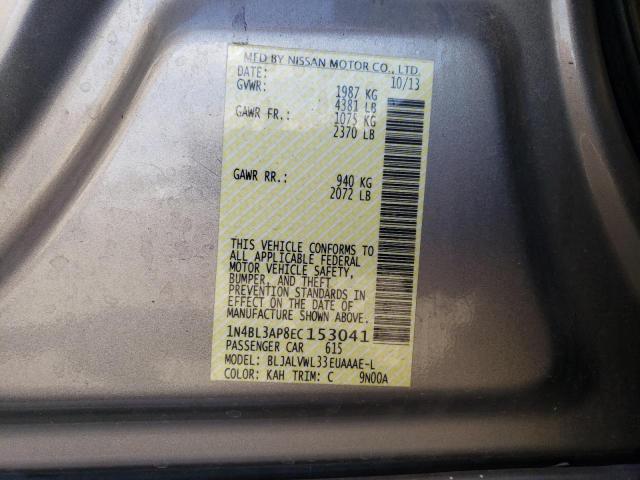 MFD BY NISSAN MOTOR CO., LTD.
DATE: 10/13
GVWR: 1987 KG
4381 LB
GAWR FR.: 1075 KG
2370 LB
GAWR RR.: 940 KG
2072 LB
THIS VEHICLE CONFORMS TO
ALL APPLICABLE FEDERAL
MOTOR VEHICLE SAFETY,
BUMPER, AND THEFT
PREVENTION STANDARDS IN
EFFECT ON THE DATE OF
MANUFACTURE SHOWN ABOVE.
1N4BL3AP8EC153041
PASSENGER CAR 615
MODEL: BLJALVWL33EUAAAE-L
COLOR: KAH TRIM: C 9N00A